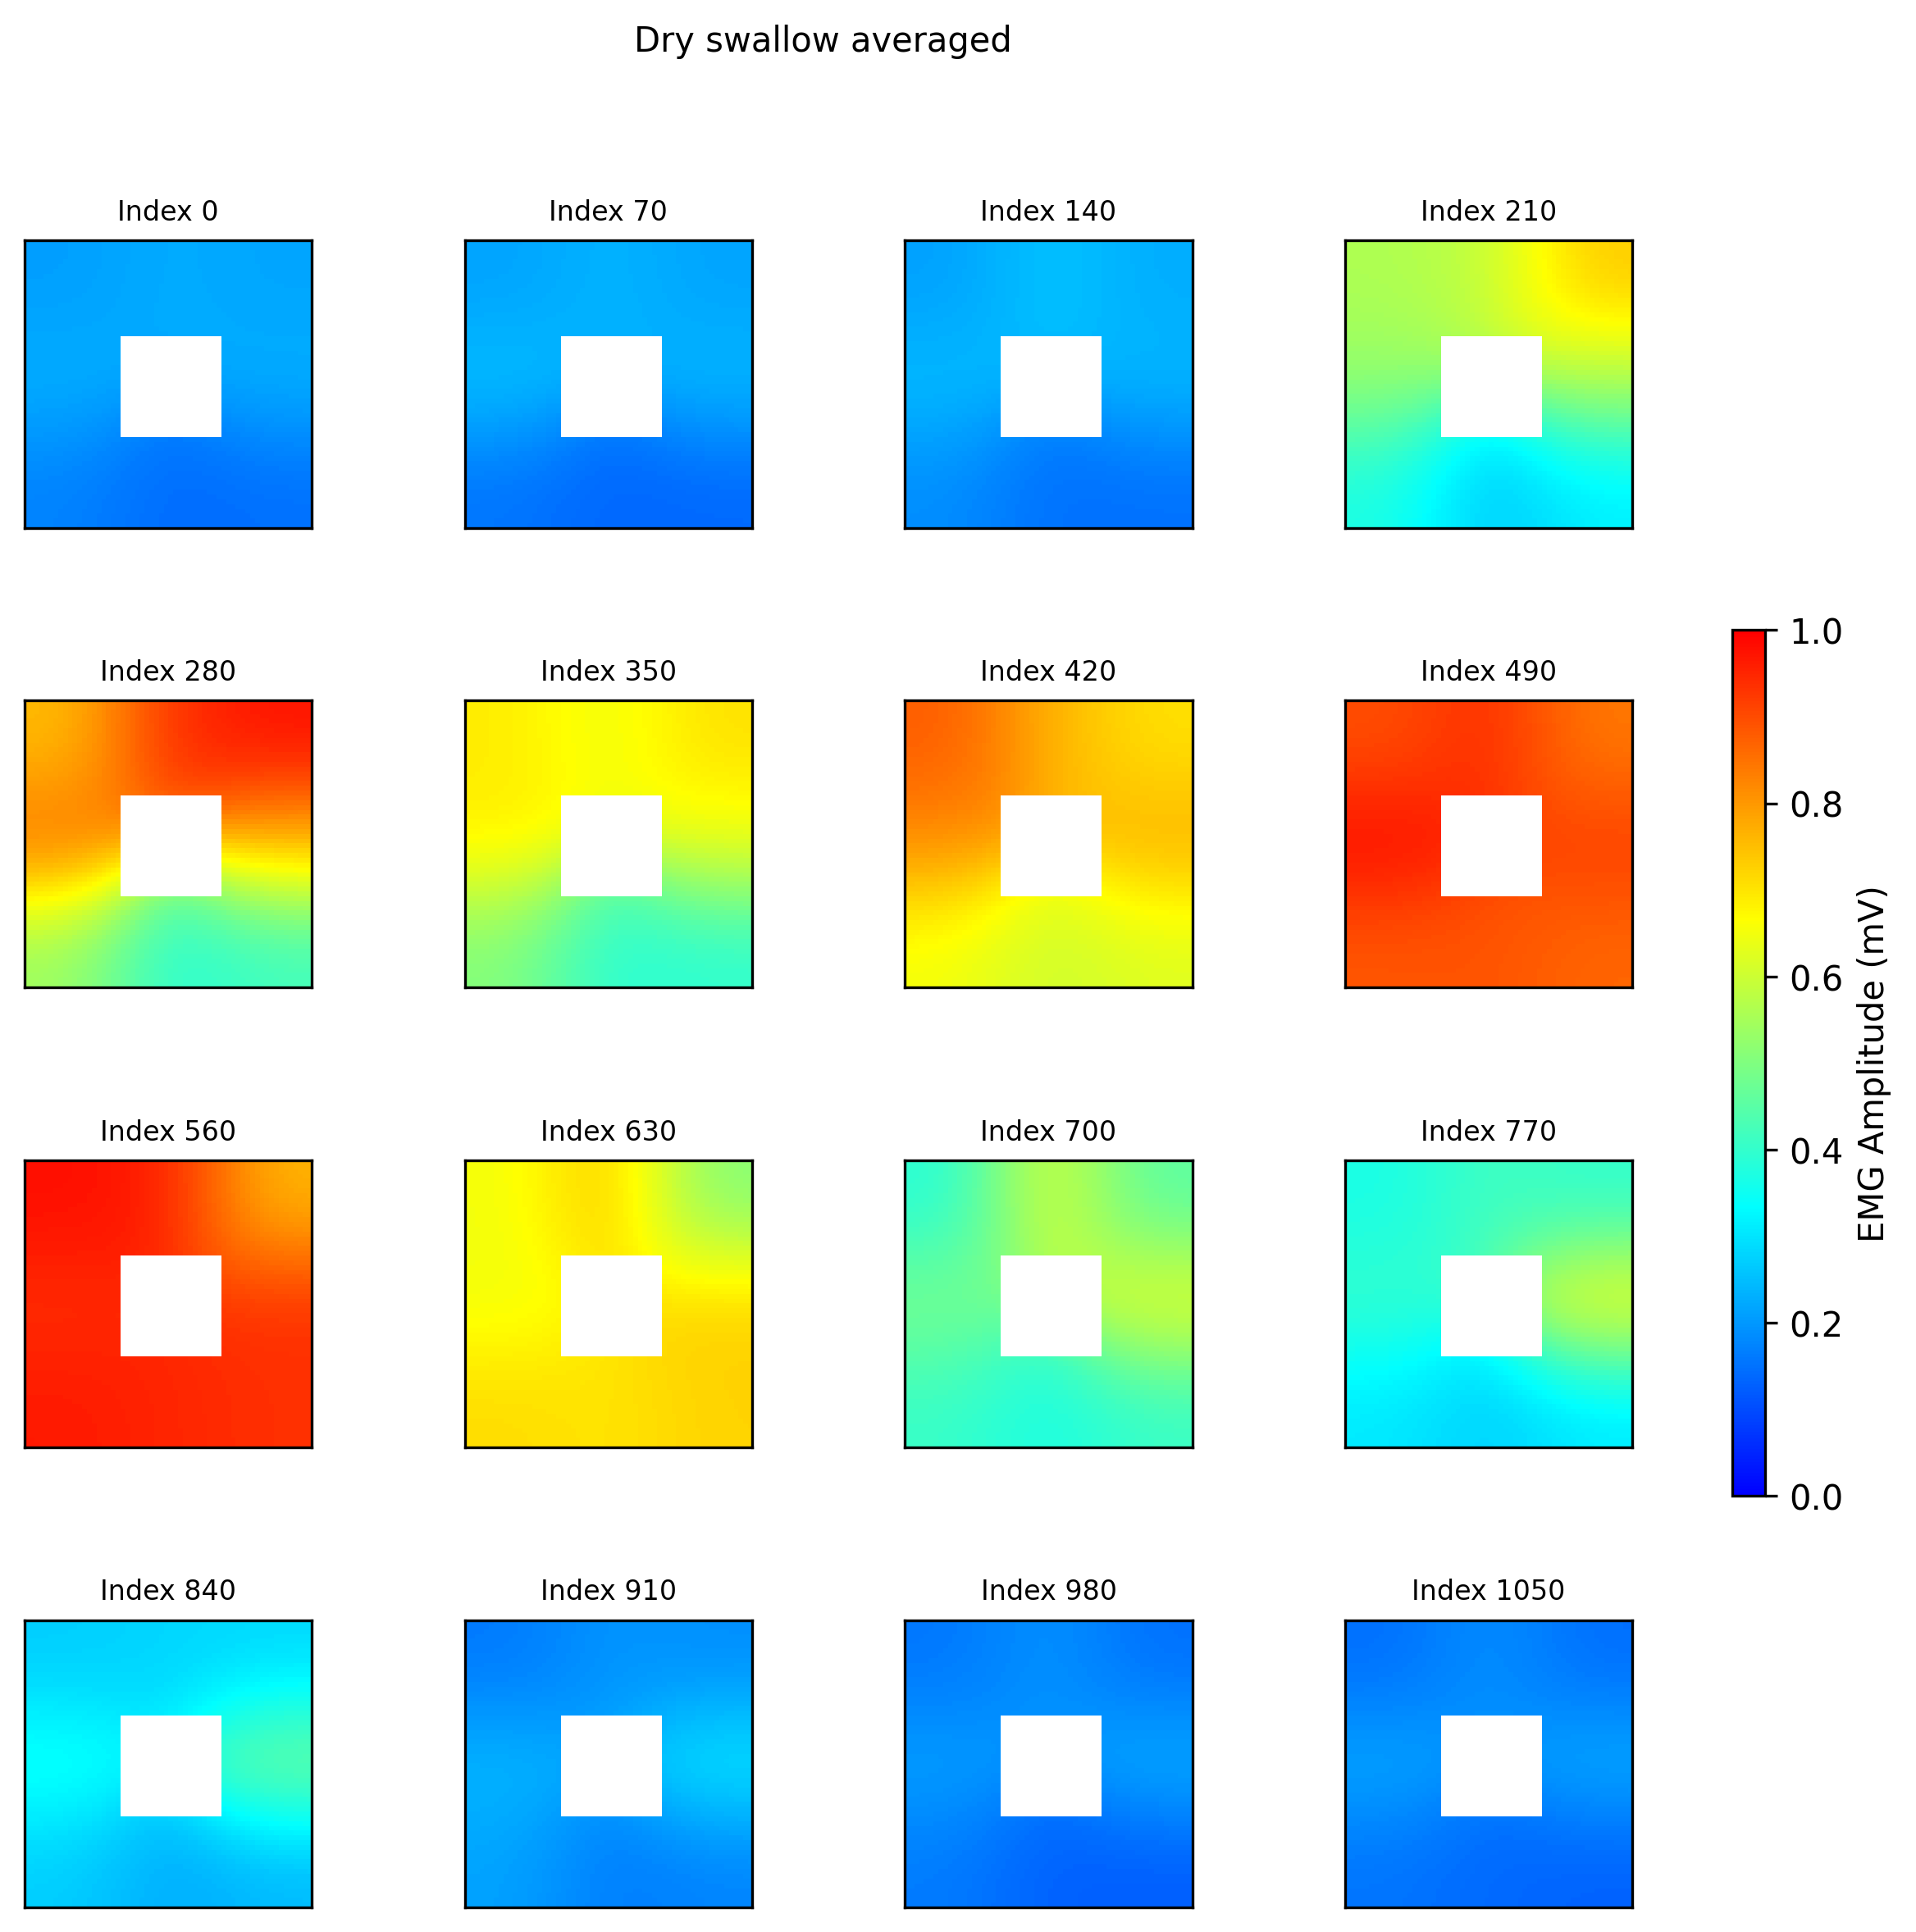 Dry swallow averaged
Index 0
Index 70
Index 140
Index 210
Index 280
Index 350
Index 420
Index 490
Index 560
Index 630
Index 700
Index 770
Index 840
Index 910
Index 980
Index 1050
1.0
0.8
0.6
0.4
0.2
0.0
EMG Amplitude (mV)